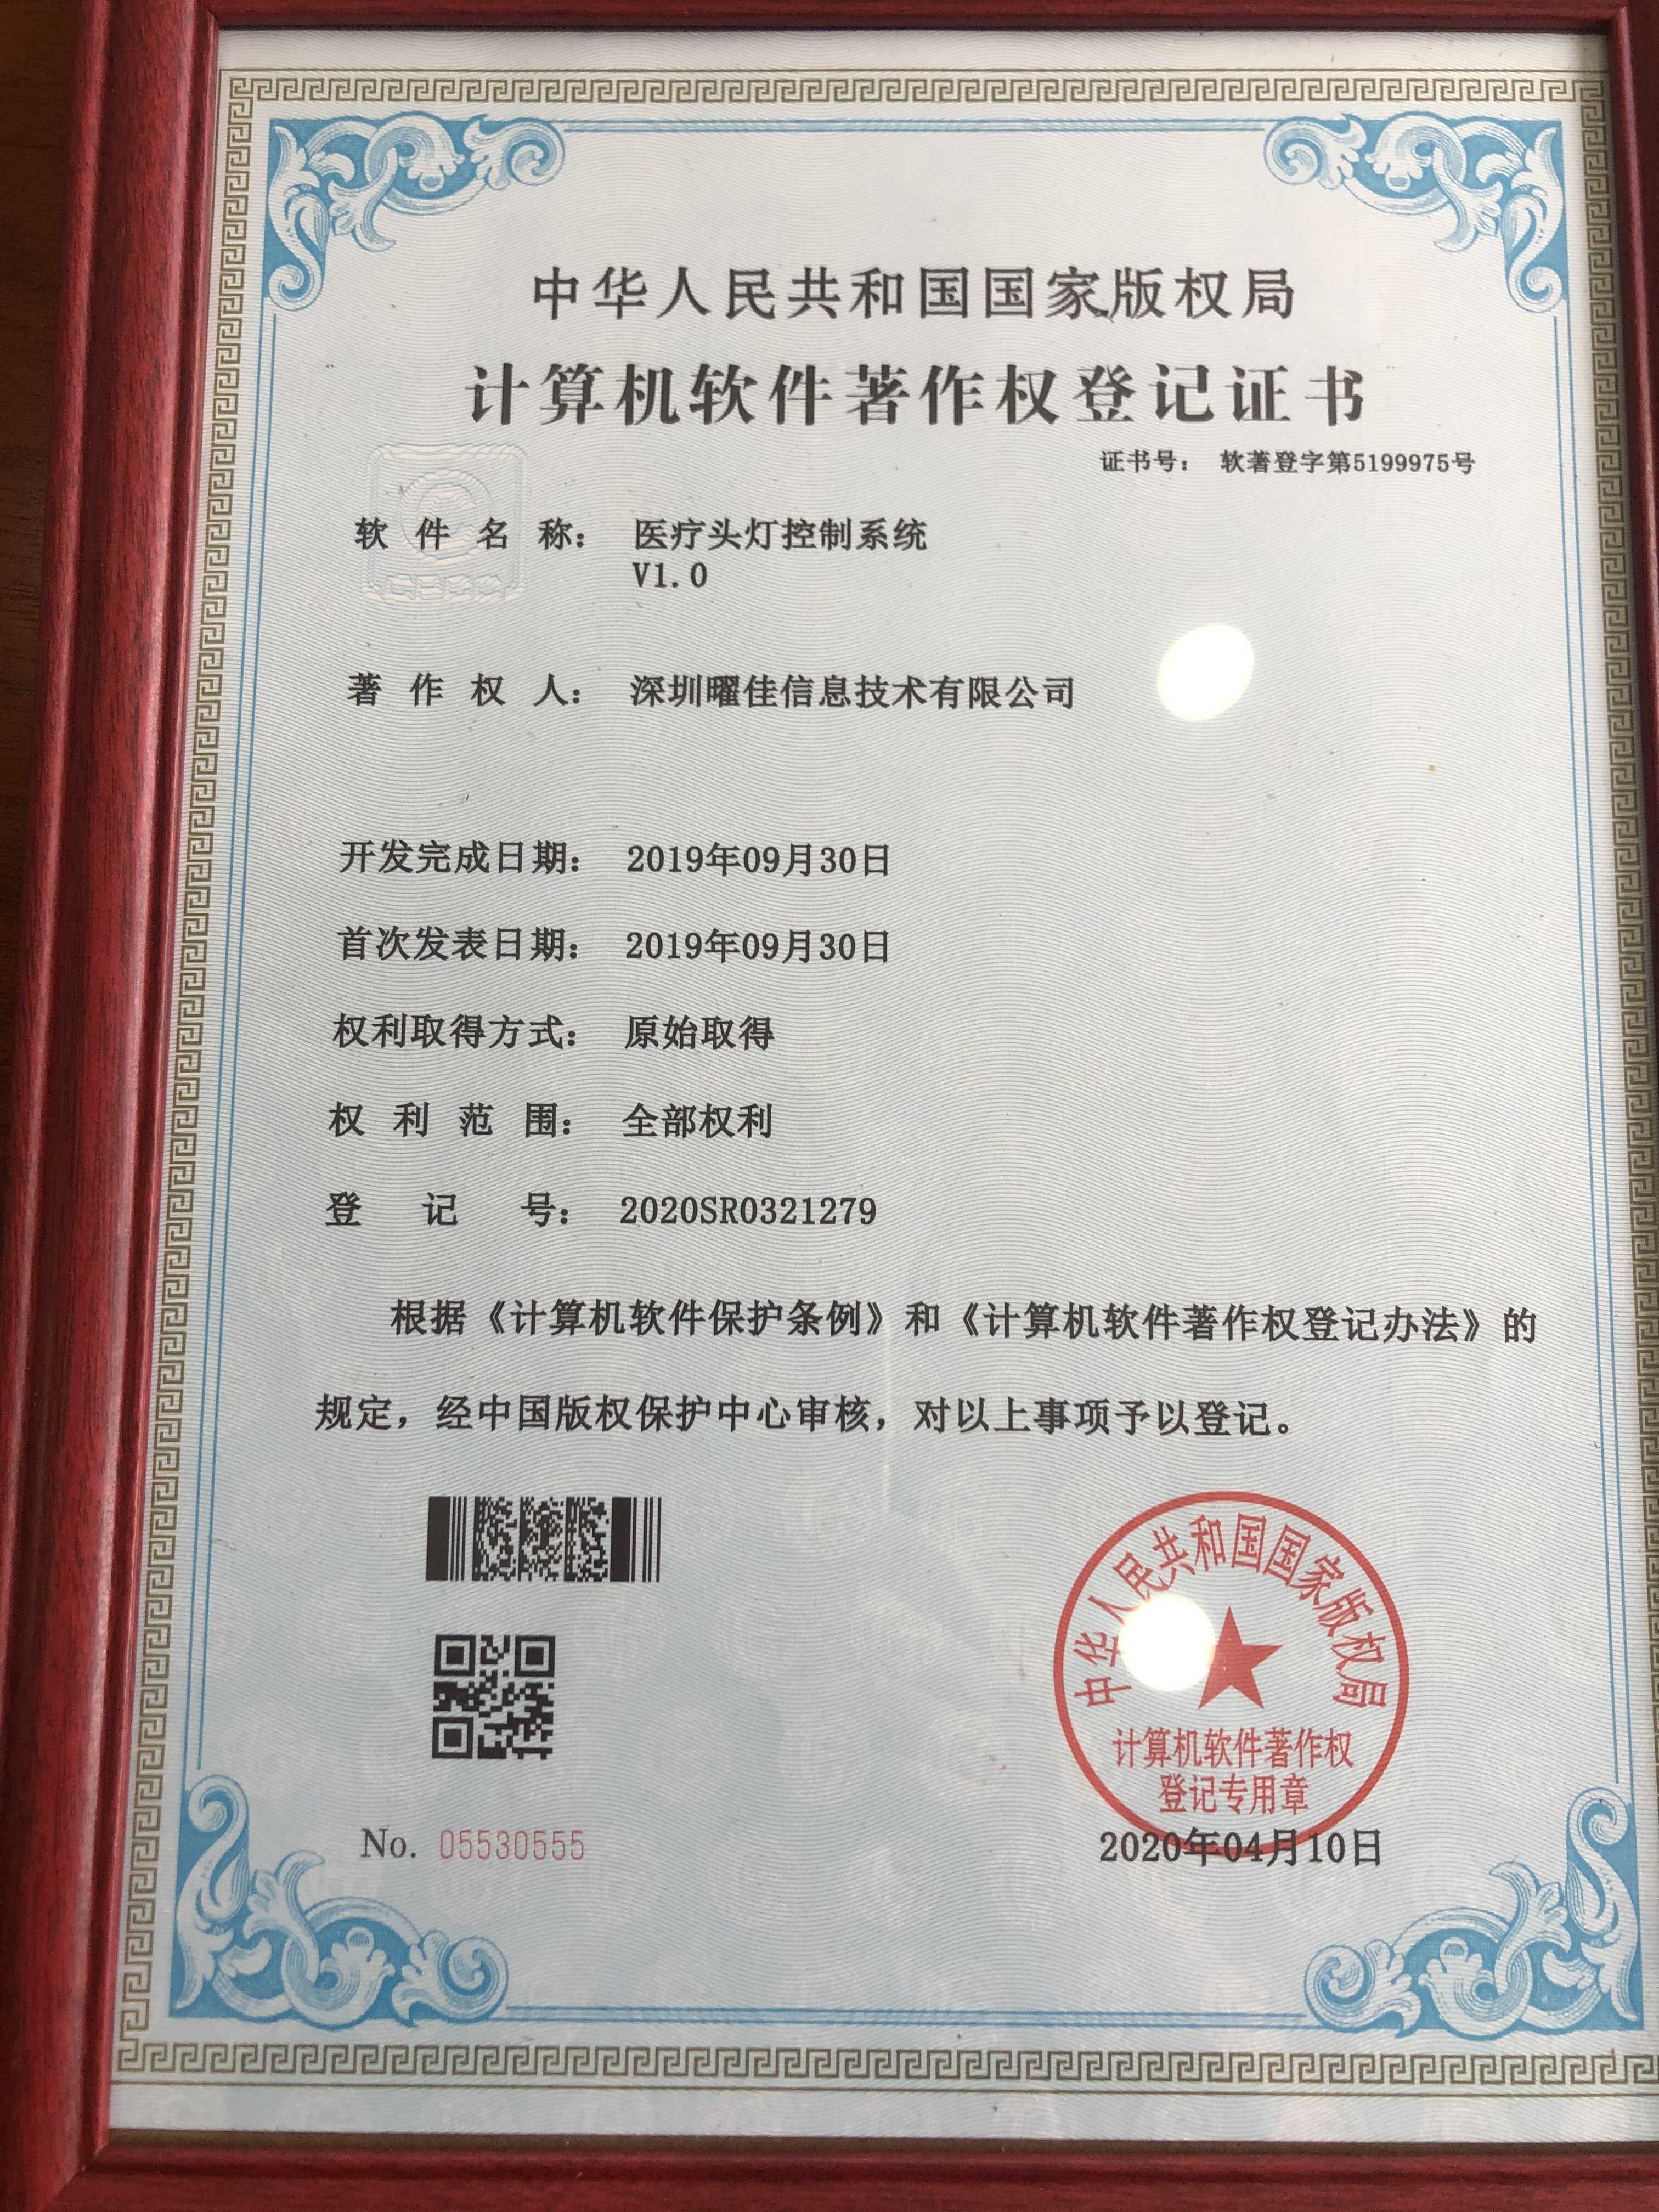 中华人民共和国国家版权局
计算机软件著作权登记证书
证书号： 软著登字第5199975号
软件名称： 医疗头灯控制系统
V1.0
著作权人： 深圳曜佳信息技术有限公司
开发完成日期： 2019年09月30日
首次发表日期： 2019年09月30日
权利取得方式： 原始取得
权利范围： 全部权利
登记号： 2020SR0321279
根据《计算机软件保护条例》和《计算机软件著作权登记办法》的
规定，经中国版权保护中心审核，对以上事项予以登记。
中华人民共和国国家版权局
计算机软件著作权
登记专用章
No. 05530555
2020年04月10日